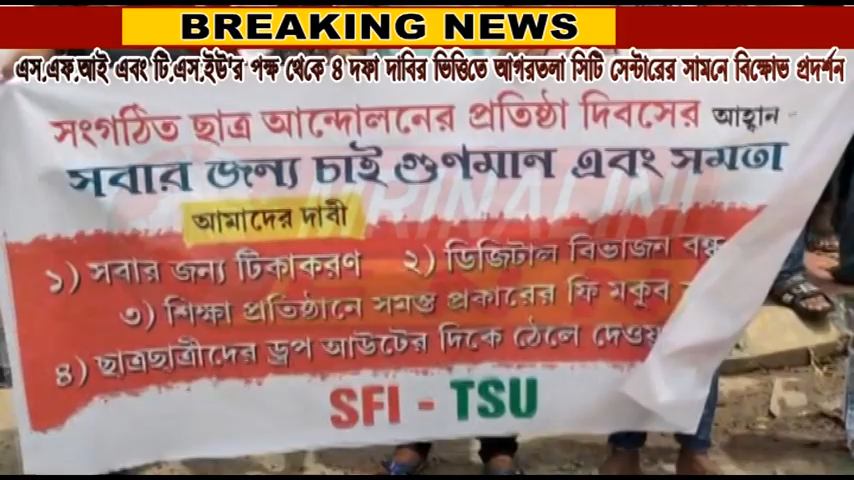 BREAKING NEWS
এস.এফ.আই এবং টি.এস.ইউ'র পক্ষ থেকে ৪ দফা দাবির ভিত্তিতে আগরতলা সিটি সেন্টারের সামনে বিক্ষোভ প্রদর্শন
সংগঠিত ছাত্র আন্দোলনের প্রতিষ্ঠা দিবসের আহ্বান
সবার জন্য চাই গুণমান এবং সমতা
আমাদের দাবী
১) সবার জন্য টিকাকরণ ২) ডিজিটাল বিভাজন বন্ধ
৩) শিক্ষা প্রতিষ্ঠানে সমস্ত প্রকারের ফি মকুব
৪) ছাত্রছাত্রীদের ড্রপ আউটের দিকে ঠেলে
SFI - TSU